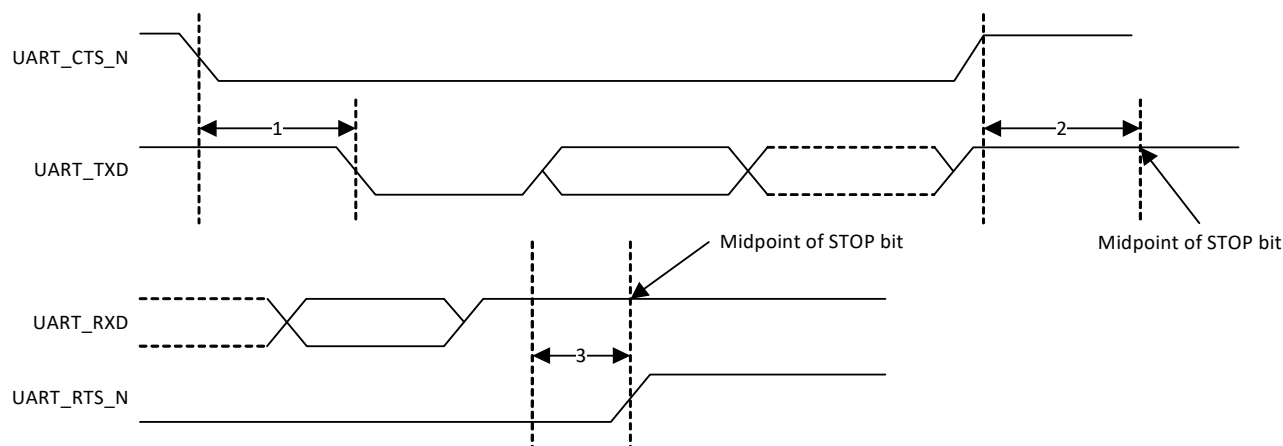 UART_CTS_N
1
2
UART_TXD
Midpoint of STOP bit
Midpoint of STOP bit
UART_RXD
3
UART_RTS_N